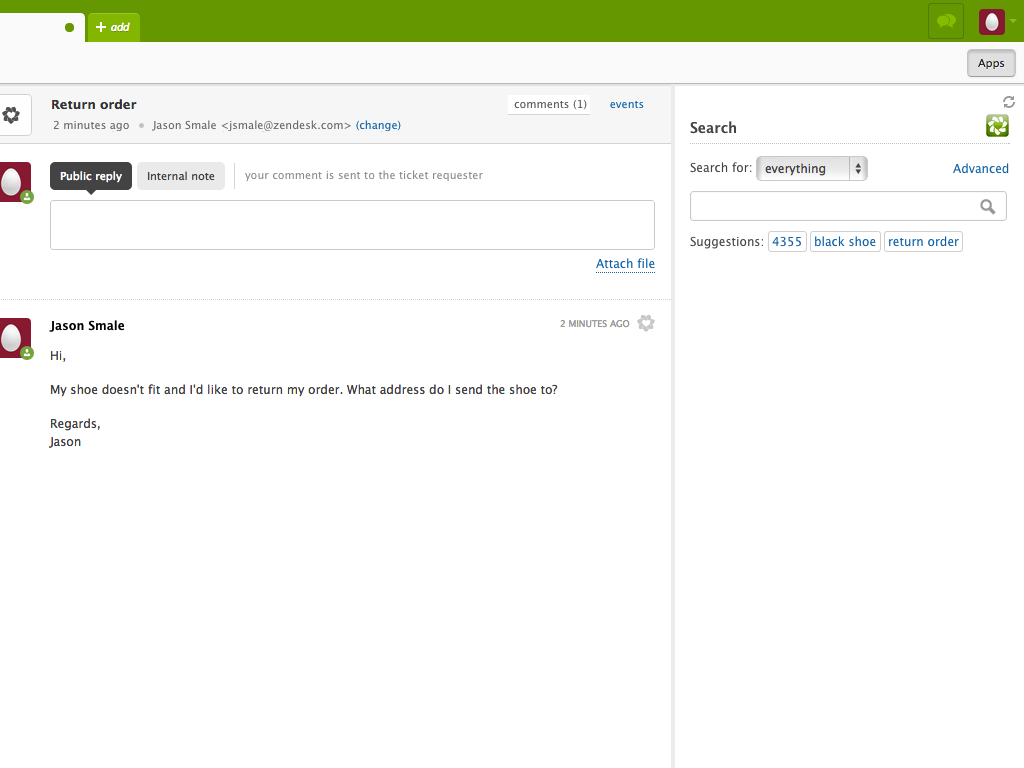 + add
Apps
Return order
comments (1)
events
2 minutes ago • Jason Smale <jsmale@zendesk.com> (change)
Public reply
Internal note
your comment is sent to the ticket requester
Attach file
Jason Smale
2 MINUTES AGO
Hi,
My shoe doesn't fit and I'd like to return my order. What address do I send the shoe to?
Regards,
Jason
Search
Search for: everything
Advanced
Suggestions: 4355 black shoe return order